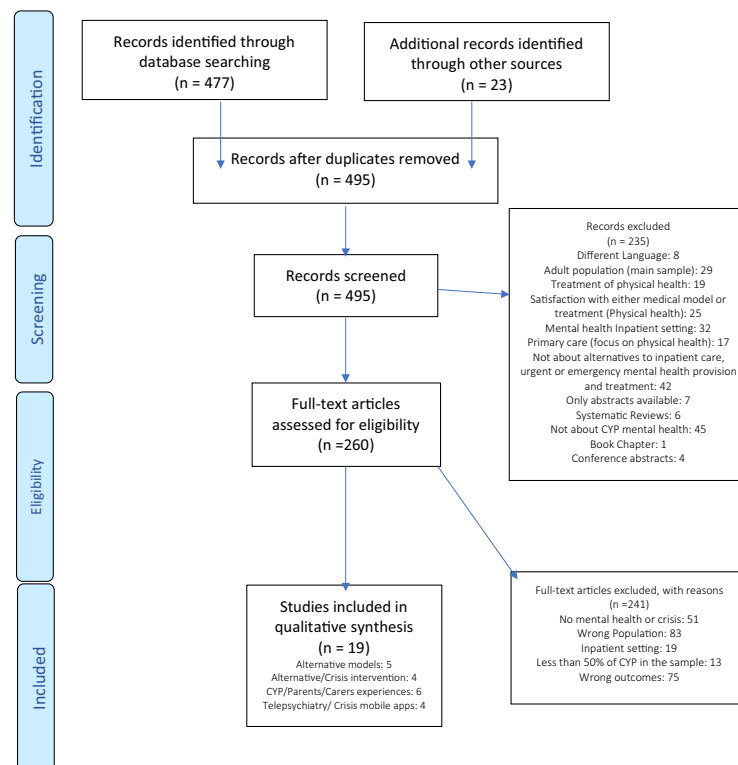 Identification
Records identified through
database searching
(n = 477)
Additional records identified
through other sources
(n = 23)
Records after duplicates removed
(n = 495)
Screening
Records screened
(n = 495)
Records excluded
(n = 235)
Different Language: 8
Adult population (main sample): 29
Treatment of physical health: 19
Satisfaction with either medical model or
treatment (Physical health): 25
Mental health Inpatient setting: 32
Primary care (focus on physical health): 17
Not about alternatives to inpatient care,
urgent or emergency mental health provision
and treatment: 42
Only abstracts available: 7
Systematic Reviews: 6
Not about CYP mental health: 45
Book Chapter: 1
Conference abstracts: 4
Eligibility
Full-text articles
assessed for eligibility
(n =260)
Full-text articles excluded, with reasons
(n =241)
No mental health or crisis: 51
Wrong Population: 83
Inpatient setting: 19
Less than 50% of CYP in the sample: 13
Wrong outcomes: 75
Included
Studies included in
qualitative synthesis
(n = 19)
Alternative models: 5
Alternative/Crisis intervention: 4
CYP/Parents/Carers experiences: 6
Telepsychiatry/ Crisis mobile apps: 4